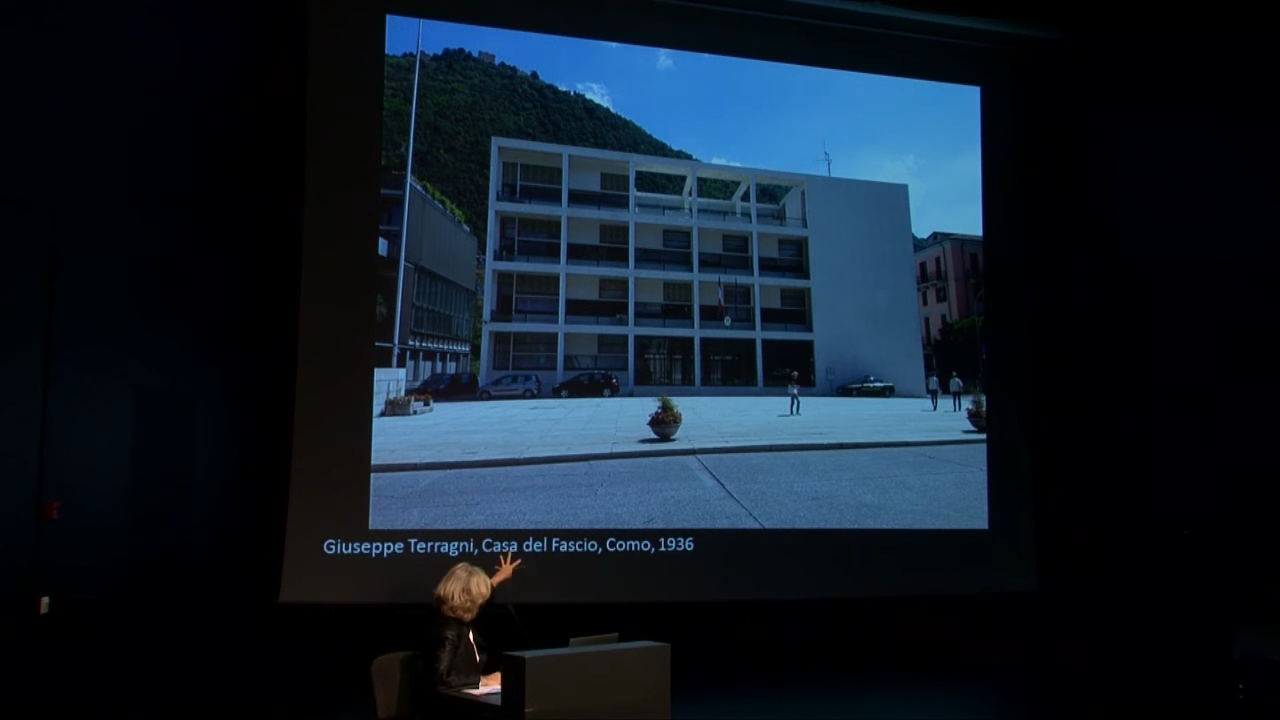 Giuseppe Terragni, Casa del Fascio, Como, 1936